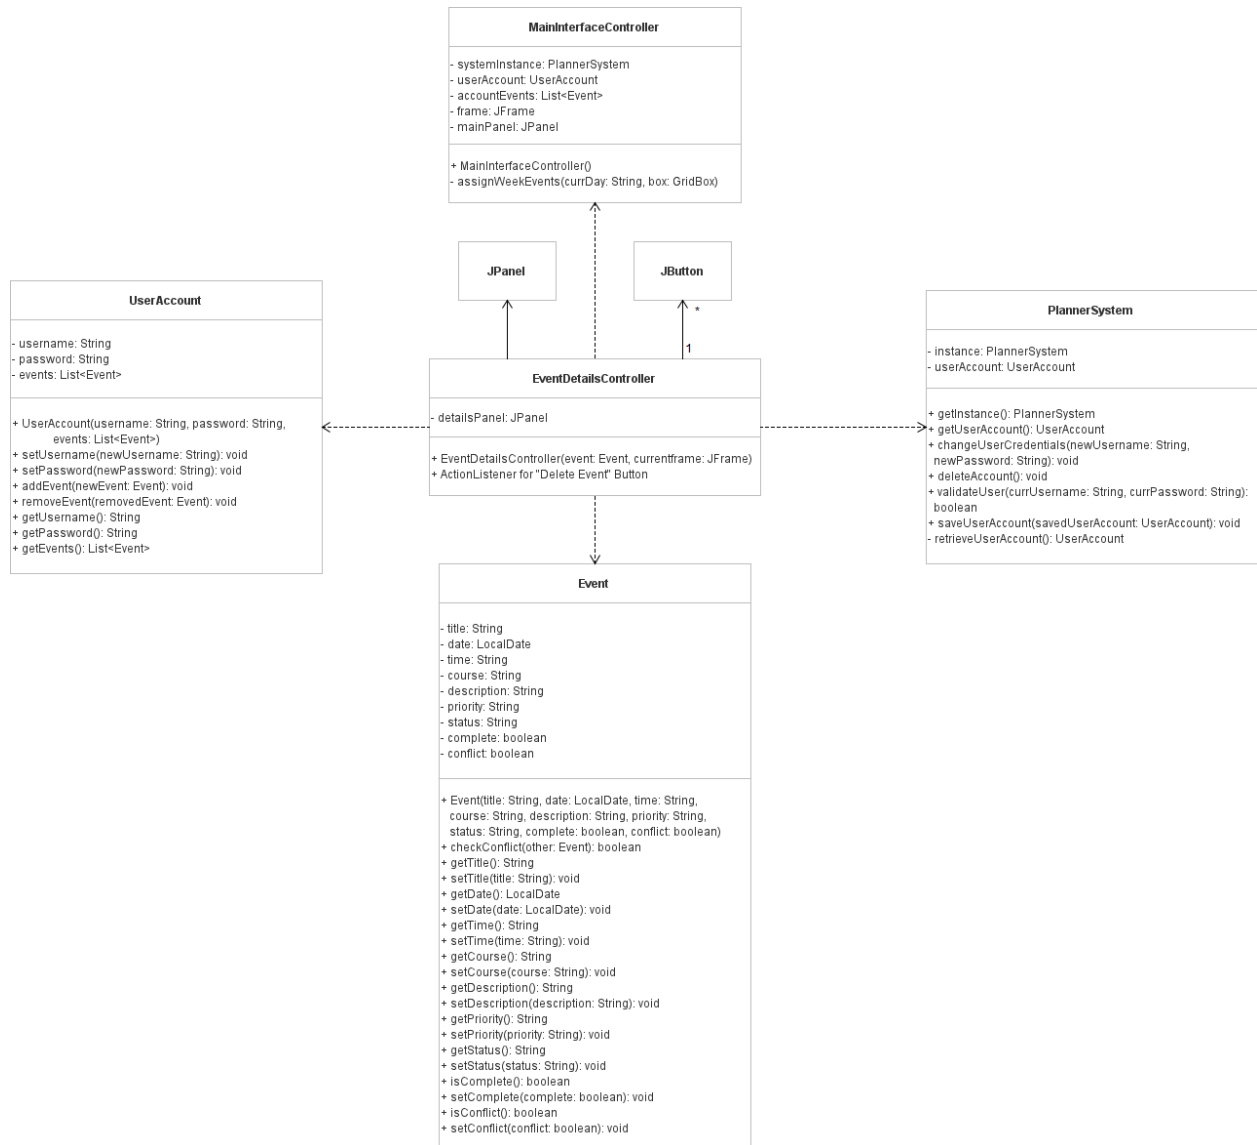 MainInterfaceController
- systemInstance: PlannerSystem
- userAccount: UserAccount
- accountEvents: List<Event>
- frame: JFrame
- mainPanel: JPanel
+ MainInterfaceController()
- assignWeekEvents(currDay: String, box: GridBox)
JPanel
JButton
*
1
UserAccount
- username: String
- password: String
- events: List<Event>
+ UserAccount(username: String, password: String,
events: List<Event>)
+ setUsername(newUsername: String): void
+ setPassword(newPassword: String): void
+ addEvent(newEvent: Event): void
+ removeEvent(removedEvent: Event): void
+ getUsername(): String
+ getPassword(): String
+ getEvents(): List<Event>
EventDetailsController
- detailsPanel: JPanel
+ EventDetailsController(event: Event, currentframe: JFrame)
+ ActionListener for "Delete Event" Button
PlannerSystem
- instance: PlannerSystem
- userAccount: UserAccount
+ getInstance(): PlannerSystem
+ getUserAccount(): UserAccount
+ changeUserCredentials(newUsername: String,
newPassword: String): void
+ deleteAccount(): void
+ validateUser(currUsername: String, currPassword: String):
boolean
+ saveUserAccount(savedUserAccount: UserAccount): void
- retrieveUserAccount(): UserAccount
Event
- title: String
- date: LocalDate
- time: String
- course: String
- description: String
- priority: String
- status: String
- complete: boolean
- conflict: boolean
+ Event(title: String, date: LocalDate, time: String,
course: String, description: String, priority: String,
status: String, complete: boolean, conflict: boolean)
+ checkConflict(other: Event): boolean
+ getTitle(): String
+ setTitle(title: String): void
+ getDate(): LocalDate
+ setDate(date: LocalDate): void
+ getTime(): String
+ setTime(time: String): void
+ getCourse(): String
+ setCourse(course: String): void
+ getDescription(): String
+ setDescription(description: String): void
+ getPriority(): String
+ setPriority(priority: String): void
+ getStatus(): String
+ setStatus(status: String): void
+ isComplete(): boolean
+ setComplete(complete: boolean): void
+ isConflict(): boolean
+ setConflict(conflict: boolean): void